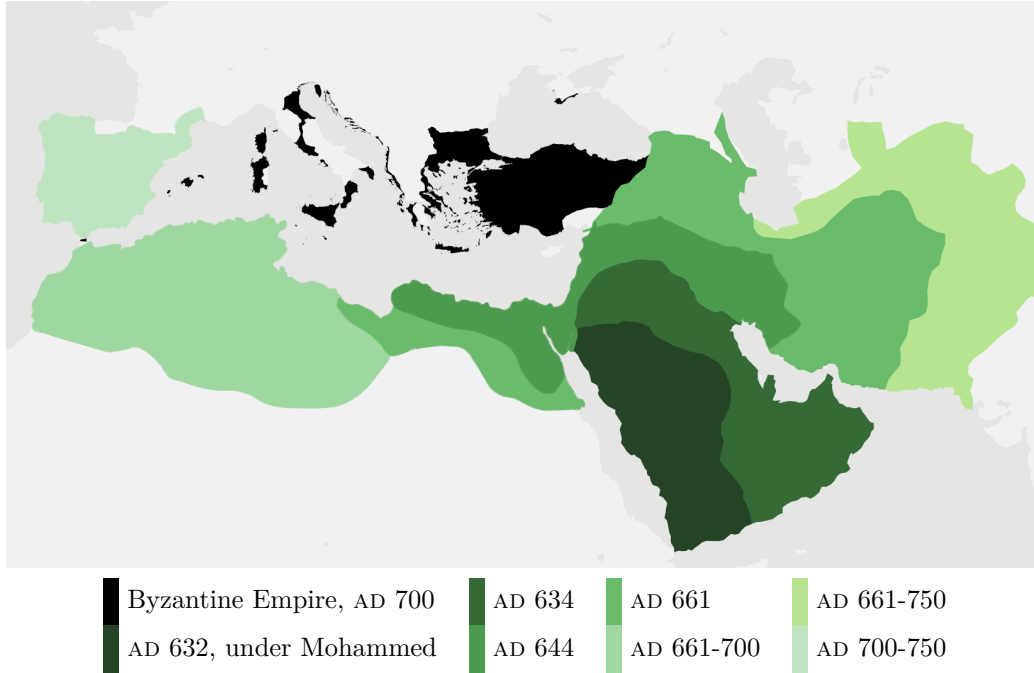 Byzantine Empire, AD 700
AD 632, under Mohammed
AD 634
AD 644
AD 661
AD 661-700
AD 661-750
AD 700-750